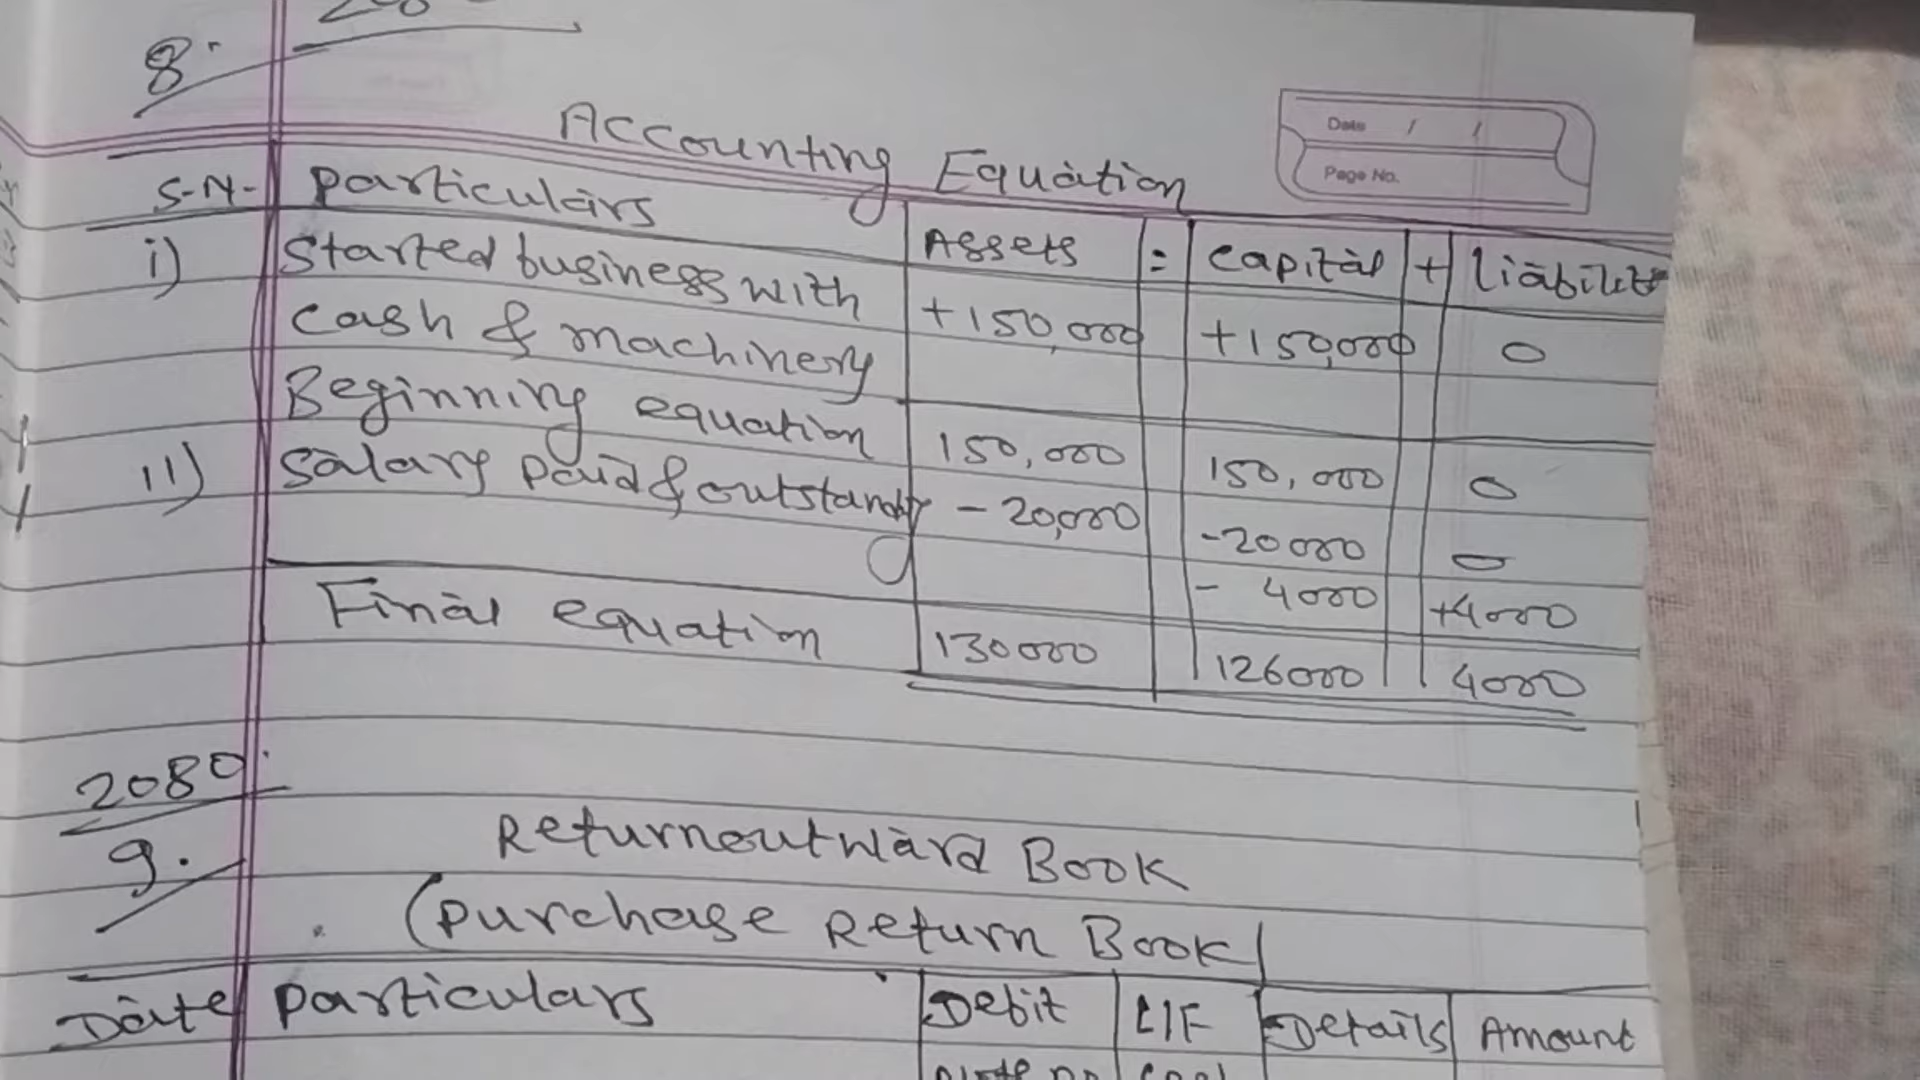 8.
Accounting Equation
Date / /
Page No.
S.N. particulars Assets = capital +
i) Started business with +150,000 +150,000 0
cash & machinery
Beginning equation 150,000 150,000 0
ii) Salary paid & outstanding -20,000 -20000 0
- 4000 +4000
Final equation 130000 126000 4000
2080.
9. Returnoutward Book
(purchase Return Book)
Date particulars Debit L/F Details Amount